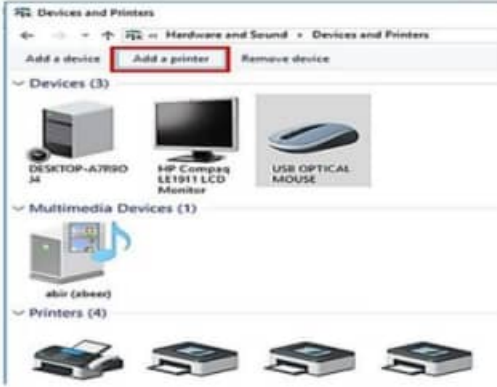 Devices and Printers
Hardware and Sound › Devices and Printers
Add a device Add a printer Remove device
Devices (3)
DESKTOP-A7R9O
J4
HP Compaq
LE1911 LCD
Monitor
USB OPTICAL
MOUSE
Multimedia Devices (1)
abir (abeer)
Printers (4)